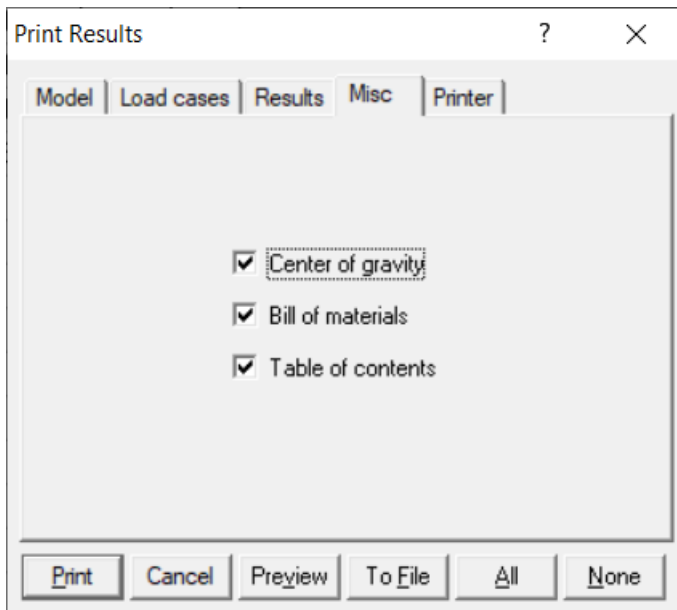 Print Results ?
Model Load cases Results Misc Printer
Center of gravity
Bill of materials
Table of contents
Print Cancel Preview To File All None